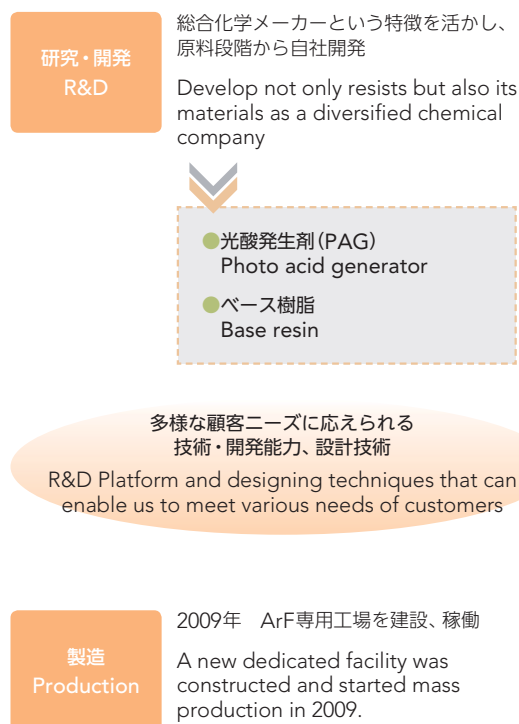 研究・開発
R&D
総合化学メーカーという特徴を活かし、
原料段階から自社開発
Develop not only resists but also its
materials as a diversified chemical
company
●光酸発生剤（PAG）
Photo acid generator
●ベース樹脂
Base resin
多様な顧客ニーズに応えられる
技術・開発能力、設計技術
R&D Platform and designing techniques that can
enable us to meet various needs of customers
製造
Production
2009年　ArF専用工場を建設、稼働
A new dedicated facility was
constructed and started mass
production in 2009.